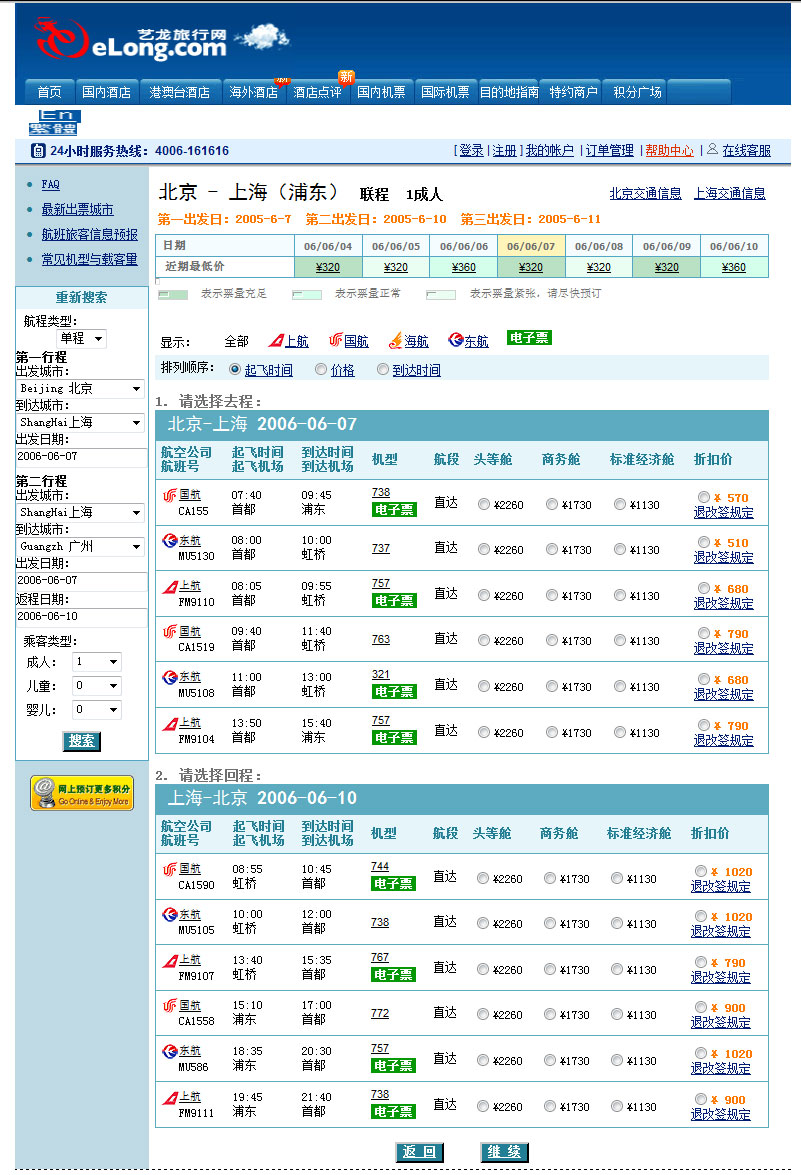 艺龙旅行网
eLong.com
新
首页 国内酒店 港澳台酒店 海外酒店 酒店点评 国内机票 国际机票 目的地指南 特约商户 积分广场
En
繁體
24小时服务热线: 4006-161616
[ 登录 | 注册 ] 我的帐户 | 订单管理 | 帮助中心 | 在线客服
FAQ
最新出票城市
航班旅客信息预报
常见机型与载客量
重新搜索
航程类型:
单程
第一行程
出发城市:
Beijing 北京
到达城市:
ShangHai上海
出发日期:
2006-06-07
第二行程
出发城市:
ShangHai上海
到达城市:
Guangzh 广州
出发日期:
2006-06-07
返程日期:
2006-06-10
乘客类型:
成人: 1
儿童: 0
婴儿: 0
搜索
网上预订更多积分
Go Online & Enjoy More
北京 - 上海（浦东） 联程 1成人
北京交通信息 上海交通信息
第一出发日: 2005-6-7 第二出发日: 2005-6-10 第三出发日: 2005-6-11
日期 06/06/04 06/06/05 06/06/06 06/06/07 06/06/08 06/06/09 06/06/10
近期最低价 ¥320 ¥320 ¥360 ¥320 ¥320 ¥320 ¥360
表示票量充足 表示票量正常 表示票量紧张，请尽快预订
显示: 全部 上航 国航 海航 东航 电子票
排列顺序: 起飞时间 价格 到达时间
1. 请选择去程:
北京-上海 2006-06-07
航空公司 起飞时间 到达时间 机型 航段 头等舱 商务舱 标准经济舱 折扣价
航班号 起飞机场 到达机场
国航 07:40 09:45 738 直达 ¥2260 ¥1730 ¥1130 ¥ 570
CA155 首都 浦东 电子票 退改签规定
东航 08:00 10:00 737 直达 ¥2260 ¥1730 ¥1130 ¥ 510
MU5130 首都 虹桥 退改签规定
上航 08:05 09:55 757 直达 ¥2260 ¥1730 ¥1130 ¥ 680
FM9110 首都 虹桥 电子票 退改签规定
国航 09:40 11:40 763 直达 ¥2260 ¥1730 ¥1130 ¥ 790
CA1519 首都 虹桥 退改签规定
东航 11:00 13:00 321 直达 ¥2260 ¥1730 ¥1130 ¥ 680
MU5108 首都 虹桥 电子票 退改签规定
上航 13:50 15:40 757 直达 ¥2260 ¥1730 ¥1130 ¥ 790
FM9104 首都 浦东 电子票 退改签规定
2. 请选择回程:
上海-北京 2006-06-10
航空公司 起飞时间 到达时间 机型 航段 头等舱 商务舱 标准经济舱 折扣价
航班号 起飞机场 到达机场
国航 08:55 10:45 744 直达 ¥2260 ¥1730 ¥1130 ¥ 1020
CA1590 虹桥 首都 电子票 退改签规定
东航 10:00 12:00 738 直达 ¥2260 ¥1730 ¥1130 ¥ 1020
MU5105 虹桥 首都 退改签规定
上航 13:40 15:35 767 直达 ¥2260 ¥1730 ¥1130 ¥ 790
FM9107 虹桥 首都 电子票 退改签规定
国航 15:10 17:00 772 直达 ¥2260 ¥1730 ¥1130 ¥ 900
CA1558 浦东 首都 退改签规定
东航 18:35 20:30 757 直达 ¥2260 ¥1730 ¥1130 ¥ 1020
MU586 浦东 首都 电子票 退改签规定
上航 19:45 21:40 738 直达 ¥2260 ¥1730 ¥1130 ¥ 900
FM9111 虹桥 首都 电子票 退改签规定
返 回 继 续